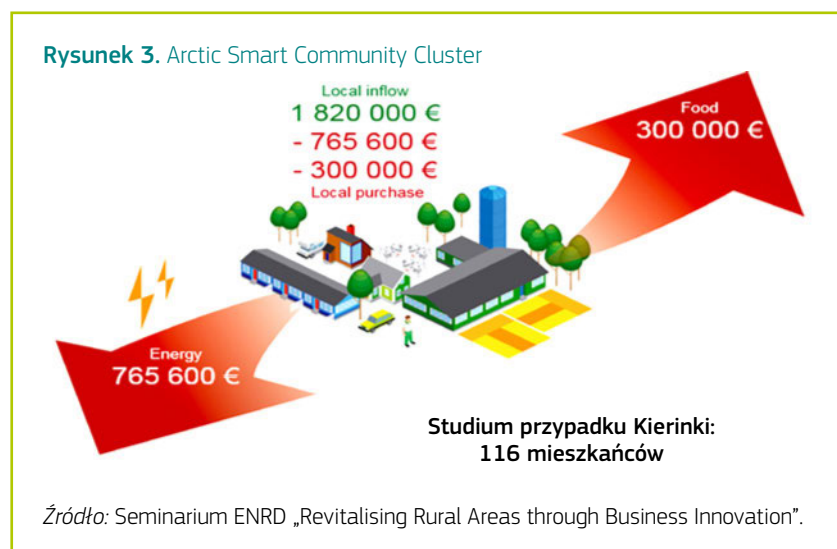 Rysunek 3. Arctic Smart Community Cluster
Local inflow
1 820 000 €
- 765 600 €
- 300 000 €
Local purchase
Food
300 000 €
Energy
765 600 €
Studium przypadku Kierinki:
116 mieszkańców
Źródło: Seminarium ENRD „Revitalising Rural Areas through Business Innovation”.